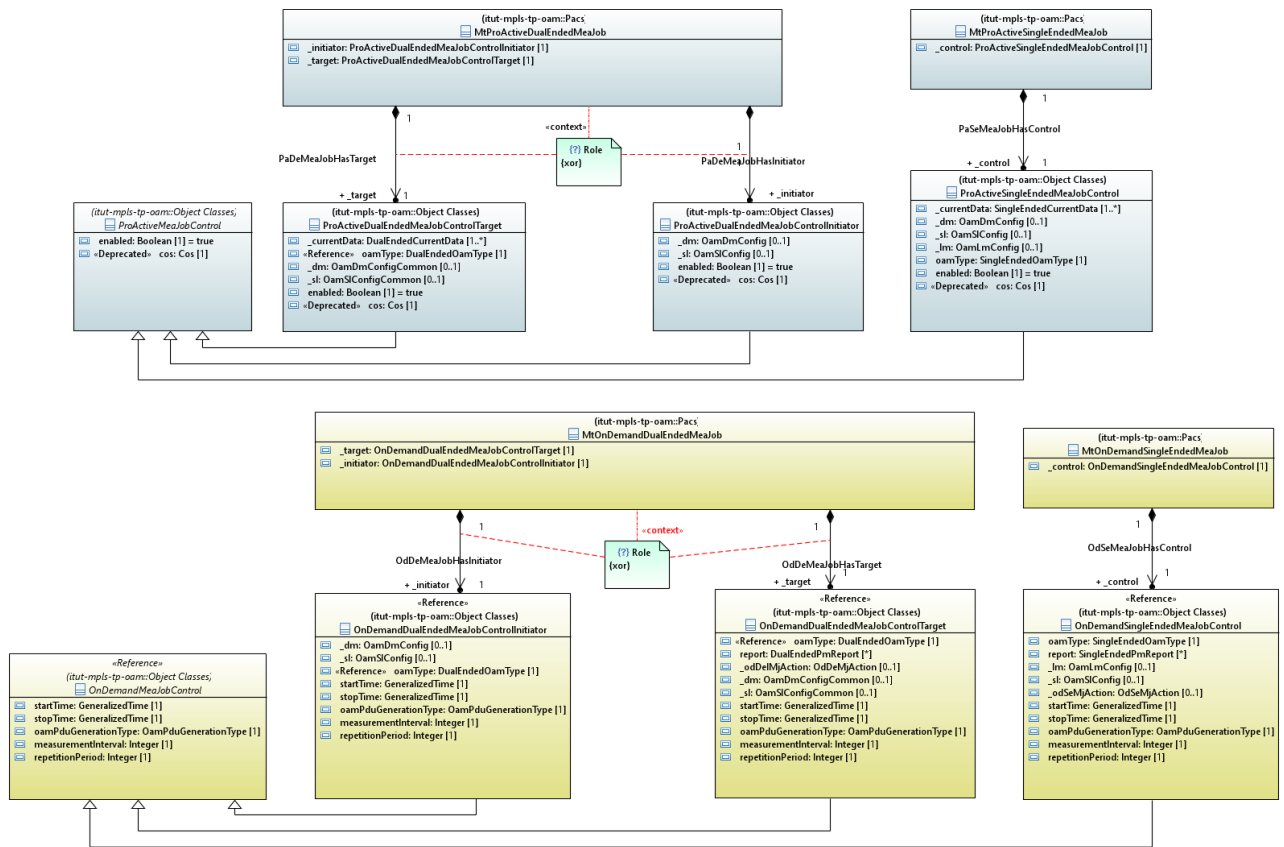 (itut-mpls-tp-oam::Pacs)
MtProActiveDualEndedMeaJob
_initiator: ProActiveDualEndedMeaJobControlInitiator [1]
_target: ProActiveDualEndedMeaJobControlTarget [1]
(itut-mpls-tp-oam::Pacs)
MtProActiveSingleEndedMeaJob
_control: ProActiveSingleEndedMeaJobControl [1]
1
1
1
«context»
{?} Role
{xor}
PaDeMeaJobHasTarget
1
PaDeMeaJobHasInitiator
PaSeMeaJobHasControl
+ _target
1
+ _initiator
+ _control
1
(itut-mpls-tp-oam::Object Classes)
ProActiveMeaJobControl
enabled: Boolean [1] = true
«Deprecated» cos: Cos [1]
(itut-mpls-tp-oam::Object Classes)
ProActiveDualEndedMeaJobControlTarget
_currentData: DualEndedCurrentData [1..*]
«Reference» oamType: DualEndedOamType [1]
_dm: OamDmConfigCommon [0..1]
_sl: OamSlConfigCommon [0..1]
enabled: Boolean [1] = true
«Deprecated» cos: Cos [1]
(itut-mpls-tp-oam::Object Classes)
ProActiveDualEndedMeaJobControlInitiator
_dm: OamDmConfig [0..1]
_sl: OamSlConfig [0..1]
enabled: Boolean [1] = true
«Deprecated» cos: Cos [1]
(itut-mpls-tp-oam::Object Classes)
ProActiveSingleEndedMeaJobControl
_currentData: SingleEndedCurrentData [1..*]
_dm: OamDmConfig [0..1]
_sl: OamSlConfig [0..1]
_lm: OamLmConfig [0..1]
oamType: SingleEndedOamType [1]
enabled: Boolean [1] = true
«Deprecated» cos: Cos [1]
(itut-mpls-tp-oam::Pacs)
MtOnDemandDualEndedMeaJob
_target: OnDemandDualEndedMeaJobControlTarget [1]
_initiator: OnDemandDualEndedMeaJobControlInitiator [1]
(itut-mpls-tp-oam::Pacs)
MtOnDemandSingleEndedMeaJob
_control: OnDemandSingleEndedMeaJobControl [1]
1
1
1
«context»
{?} Role
{xor}
OdDeMeaJobHasInitiator
OdDeMeaJobHasTarget
OdSeMeaJobHasControl
+ _initiator
1
+ _target
1
+ _control
1
«Reference»
(itut-mpls-tp-oam::Object Classes)
OnDemandMeaJobControl
startTime: GeneralizedTime [1]
stopTime: GeneralizedTime [1]
oamPduGenerationType: OamPduGenerationType [1]
measurementInterval: Integer [1]
repetitionPeriod: Integer [1]
«Reference»
(itut-mpls-tp-oam::Object Classes)
OnDemandDualEndedMeaJobControlInitiator
_dm: OamDmConfig [0..1]
_sl: OamSlConfig [0..1]
«Reference» oamType: DualEndedOamType [1]
startTime: GeneralizedTime [1]
stopTime: GeneralizedTime [1]
oamPduGenerationType: OamPduGenerationType [1]
measurementInterval: Integer [1]
repetitionPeriod: Integer [1]
«Reference»
(itut-mpls-tp-oam::Object Classes)
OnDemandDualEndedMeaJobControlTarget
«Reference» oamType: DualEndedOamType [1]
report: DualEndedPmReport [*]
_odDelMjAction: OdDeMjAction [0..1]
_dm: OamDmConfigCommon [0..1]
_sl: OamSlConfigCommon [0..1]
startTime: GeneralizedTime [1]
stopTime: GeneralizedTime [1]
oamPduGenerationType: OamPduGenerationType [1]
measurementInterval: Integer [1]
repetitionPeriod: Integer [1]
«Reference»
(itut-mpls-tp-oam::Object Classes)
OnDemandSingleEndedMeaJobControl
oamType: SingleEndedOamType [1]
report: SingleEndedPmReport [*]
_lm: OamLmConfig [0..1]
_sl: OamSlConfig [0..1]
_odSeMjAction: OdSeMjAction [0..1]
startTime: GeneralizedTime [1]
stopTime: GeneralizedTime [1]
oamPduGenerationType: OamPduGenerationType [1]
measurementInterval: Integer [1]
repetitionPeriod: Integer [1]